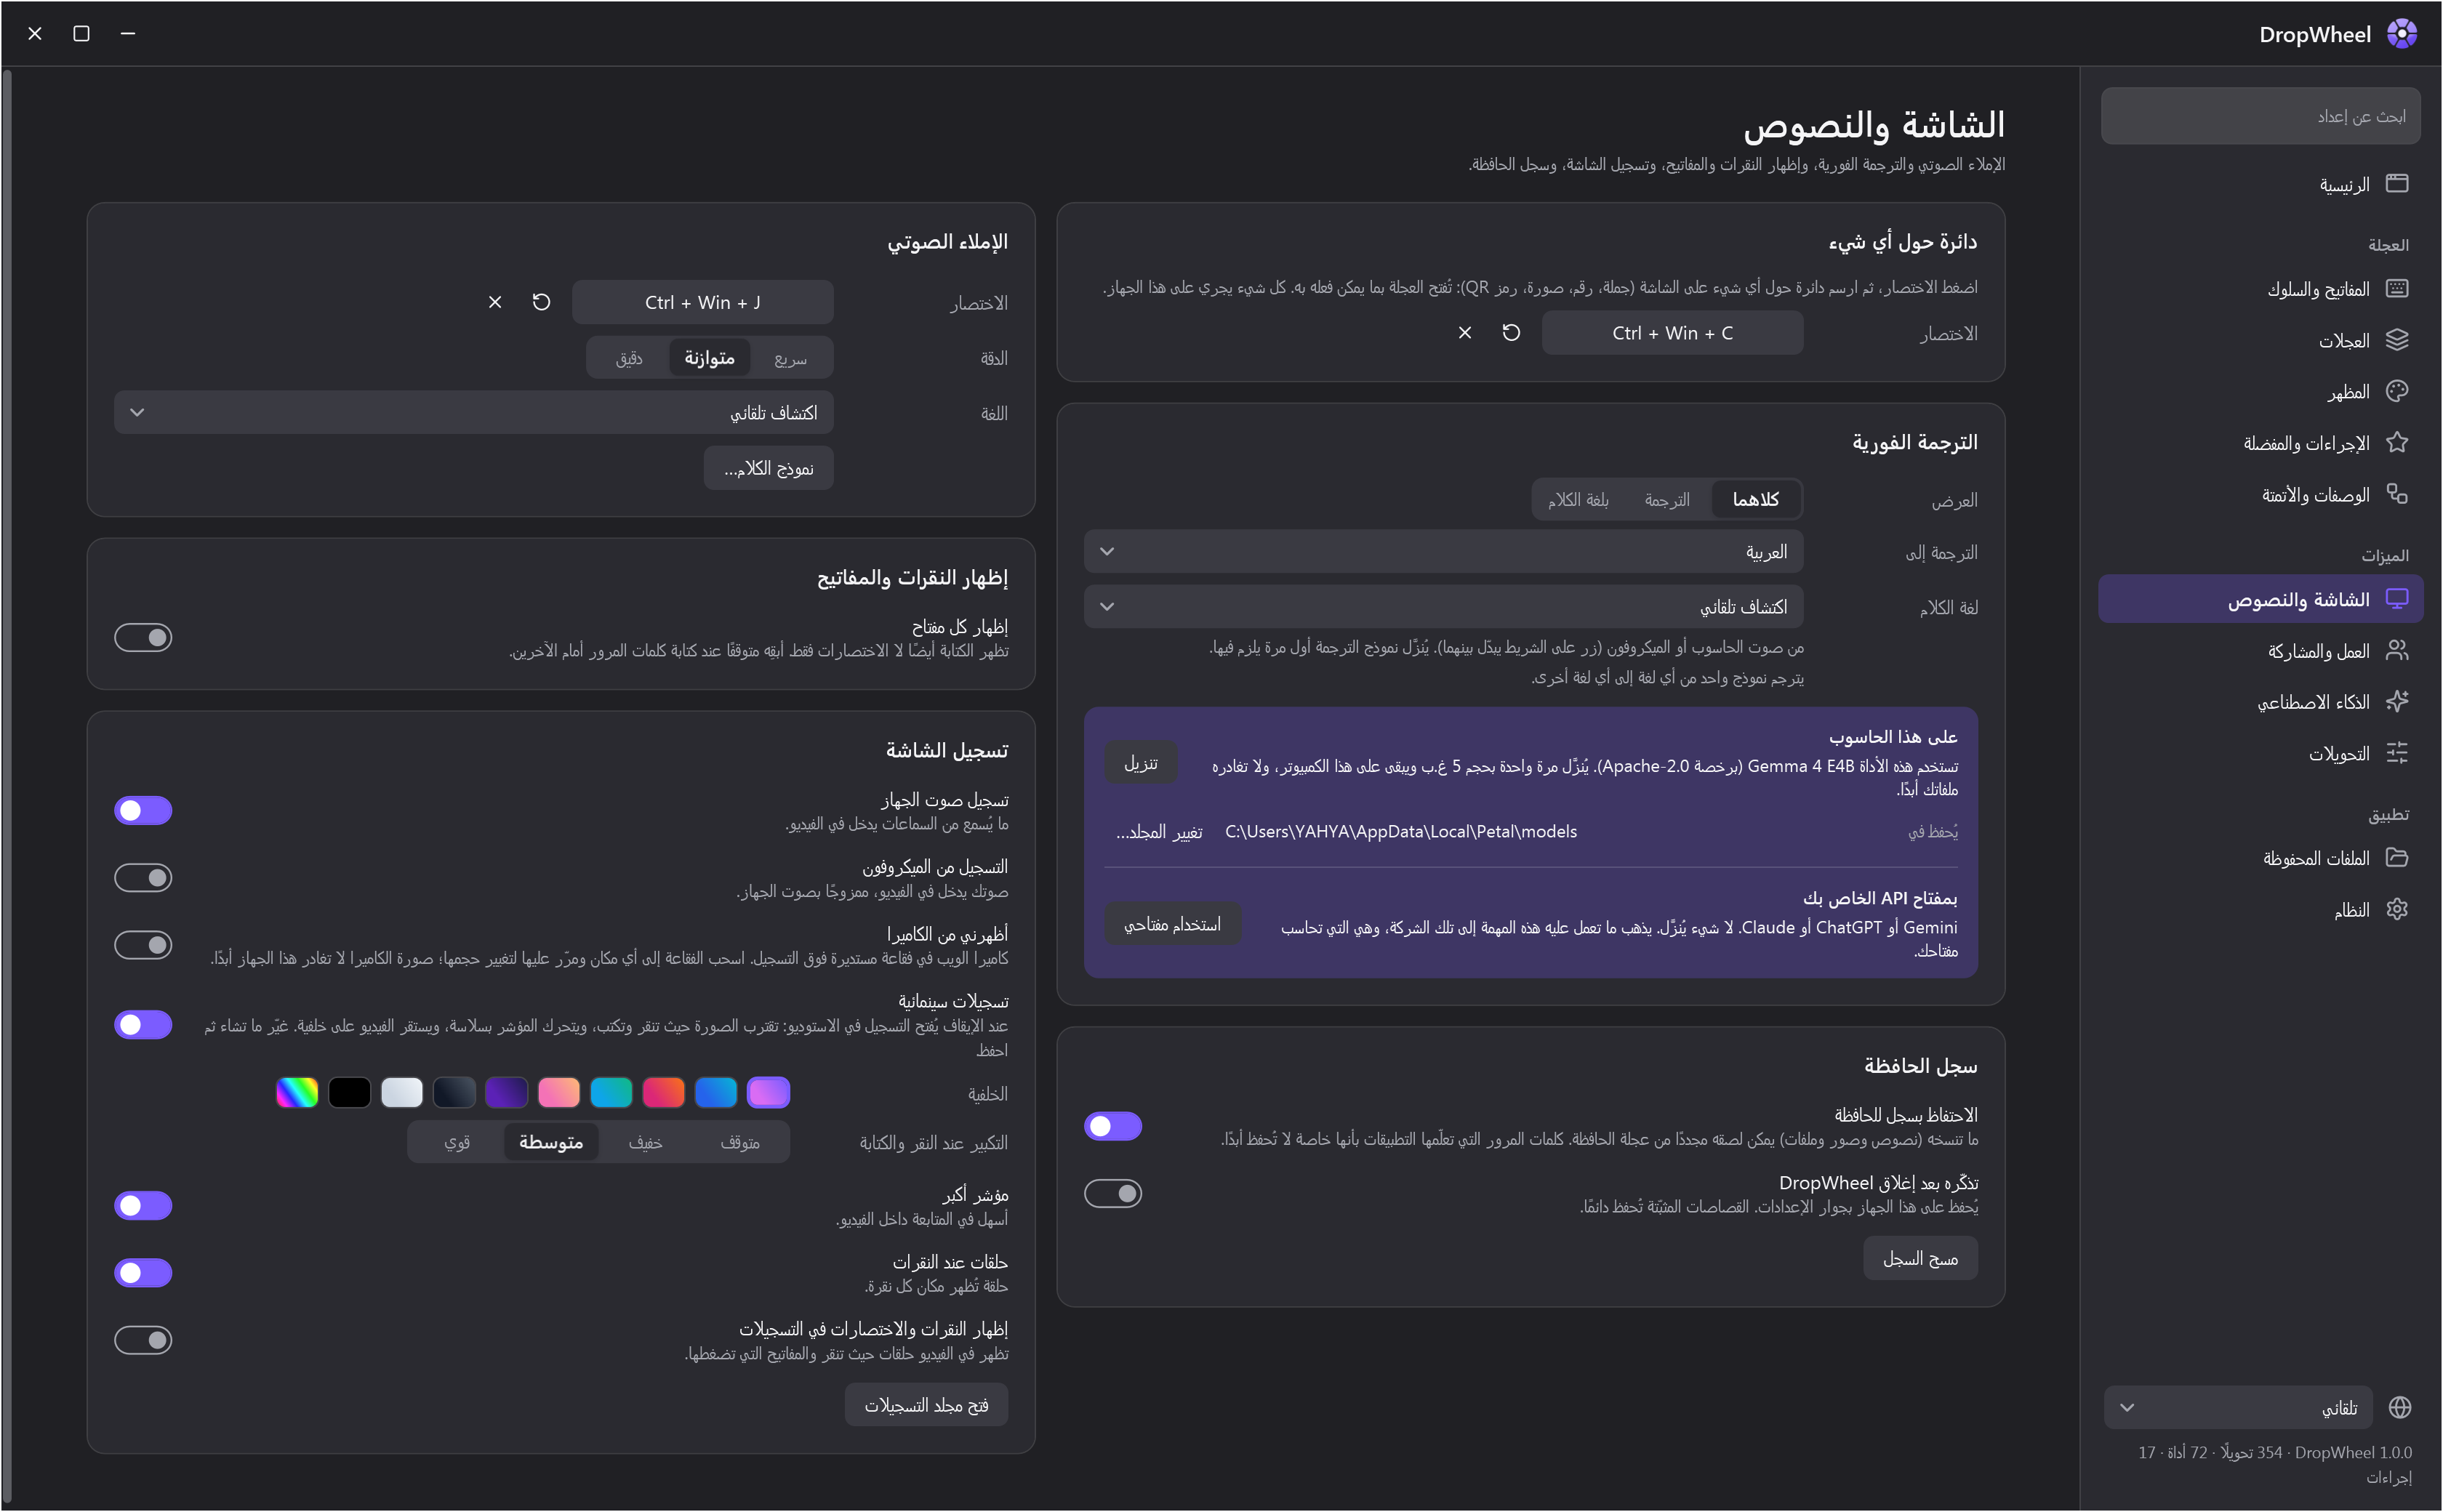 DropWheel
ابحث عن إعداد
الرئيسية
العجلة
المفاتيح والسلوك
العجلات
المظهر
الإجراءات والمفضلة
الوصفات والأتمتة
الميزات
الشاشة والنصوص
العمل والمشاركة
الذكاء الاصطناعي
التحويلات
تطبيق
الملفات المحفوظة
النظام
تلقائي
DropWheel 1.0.0 · 354 تحويلًا · 72 أداة · 17
إجراءات
الشاشة والنصوص
الإملاء الصوتي والترجمة الفورية، وإظهار النقرات والمفاتيح، وتسجيل الشاشة، وسجل الحافظة.
دائرة حول أي شيء
اضغط الاختصار، ثم ارسم دائرة حول أي شيء على الشاشة (جملة، رقم، صورة، رمز QR): تُفتح العجلة بما يمكن فعله به. كل شيء يجري على هذا الجهاز.
الاختصار
Ctrl + Win + C
الترجمة الفورية
العرض
كلاهما
الترجمة
بلغة الكلام
الترجمة إلى
العربية
لغة الكلام
اكتشاف تلقائي
من صوت الحاسوب أو الميكروفون (زر على الشريط يبدّل بينهما). يُنزَّل نموذج الترجمة أول مرة يلزم فيها.
يترجم نموذج واحد من أي لغة إلى أي لغة أخرى.
على هذا الحاسوب
تستخدم هذه الأداة Gemma 4 E4B (برخصة Apache-2.0). يُنزَّل مرة واحدة بحجم 5 غ.ب ويبقى على هذا الكمبيوتر، ولا تغادره
ملفاتك أبدًا.
تنزيل
يُحفظ في
C:\Users\YAHYA\AppData\Local\Petal\models
تغيير المجلد...
بمفتاح API الخاص بك
Gemini أو ChatGPT أو Claude. لا شيء يُنزَّل. يذهب ما تعمل عليه هذه المهمة إلى تلك الشركة، وهي التي تحاسب
مفتاحك.
استخدام مفتاحي
سجل الحافظة
الاحتفاظ بسجل للحافظة
ما تنسخه (نصوص وصور وملفات) يمكن لصقه مجددًا من عجلة الحافظة. كلمات المرور التي تعلّمها التطبيقات بأنها خاصة لا تُحفظ أبدًا.
تذكّره بعد إغلاق DropWheel
يُحفظ على هذا الجهاز بجوار الإعدادات. القصاصات المثبّتة تُحفظ دائمًا.
مسح السجل
الإملاء الصوتي
الاختصار
Ctrl + Win + J
الدقة
سريع
متوازنة
دقيق
اللغة
اكتشاف تلقائي
نموذج الكلام...
إظهار النقرات والمفاتيح
إظهار كل مفتاح
تظهر الكتابة أيضًا لا الاختصارات فقط. أبقِه متوقفًا عند كتابة كلمات المرور أمام الآخرين.
تسجيل الشاشة
تسجيل صوت الجهاز
ما يُسمع من السماعات يدخل في الفيديو.
التسجيل من الميكروفون
صوتك يدخل في الفيديو، ممزوجًا بصوت الجهاز.
أظهرني من الكاميرا
كاميرا الويب في فقاعة مستديرة فوق التسجيل. اسحب الفقاعة إلى أي مكان ومرّر عليها لتغيير حجمها؛ صورة الكاميرا لا تغادر هذا الجهاز أبدًا.
تسجيلات سينمائية
عند الإيقاف يُفتح التسجيل في الاستوديو: تقترب الصورة حيث تنقر وتكتب، ويتحرك المؤشر بسلاسة، ويستقر الفيديو على خلفية. غيّر ما تشاء ثم
احفظ.
الخلفية
التكبير عند النقر والكتابة
متوقف
خفيف
متوسطة
قوي
مؤشر أكبر
أسهل في المتابعة داخل الفيديو.
حلقات عند النقرات
حلقة تُظهر مكان كل نقرة.
إظهار النقرات والاختصارات في التسجيلات
تظهر في الفيديو حلقات حيث تنقر والمفاتيح التي تضغطها.
فتح مجلد التسجيلات